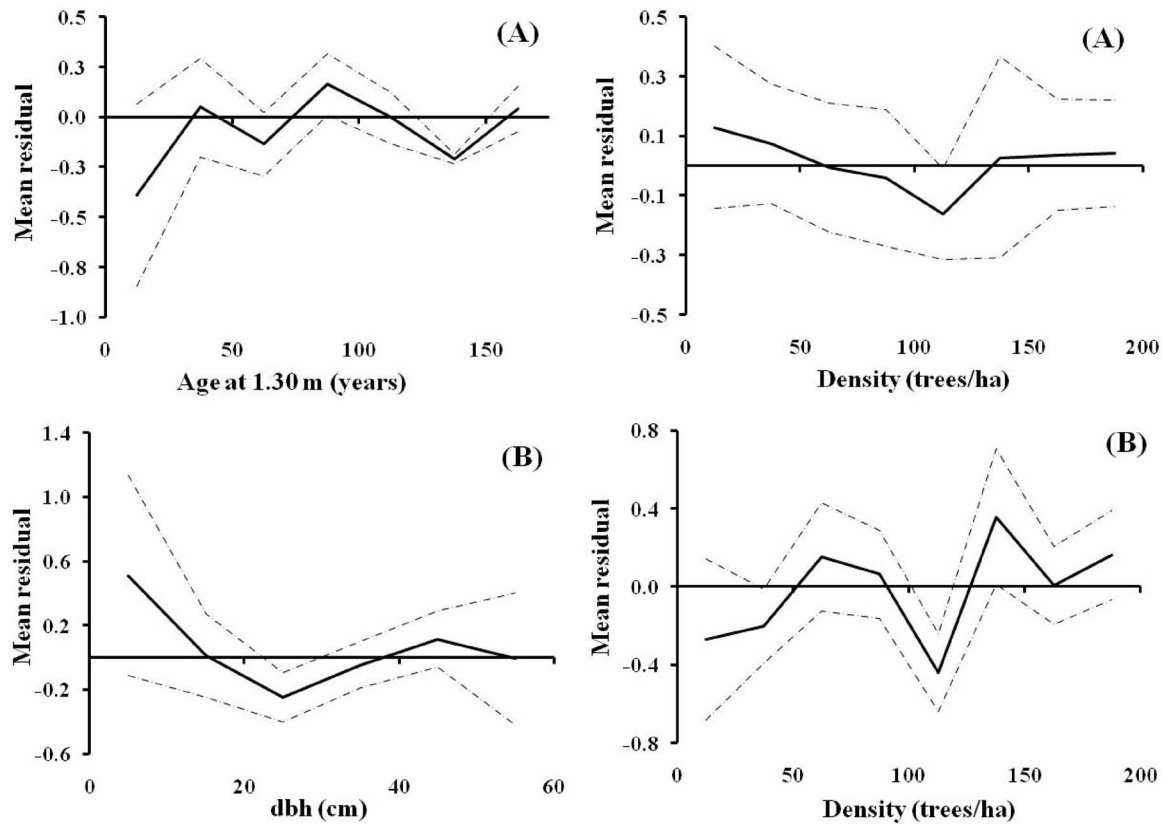 (A)
Mean residual
0.5
0.3
0.0
-0.3
-0.5
-0.8
-1.0
0 50 100 150
Age at 1.30 m (years)
(A)
Mean residual
0.5
0.3
0.1
-0.1
-0.3
-0.5
0 50 100 150 200
Density (trees/ha)
(B)
Mean residual
1.4
1.0
0.6
0.2
-0.2
-0.6
0 20 40 60
dbh (cm)
(B)
Mean residual
0.8
0.4
0.0
-0.4
-0.8
0 50 100 150 200
Density (trees/ha)